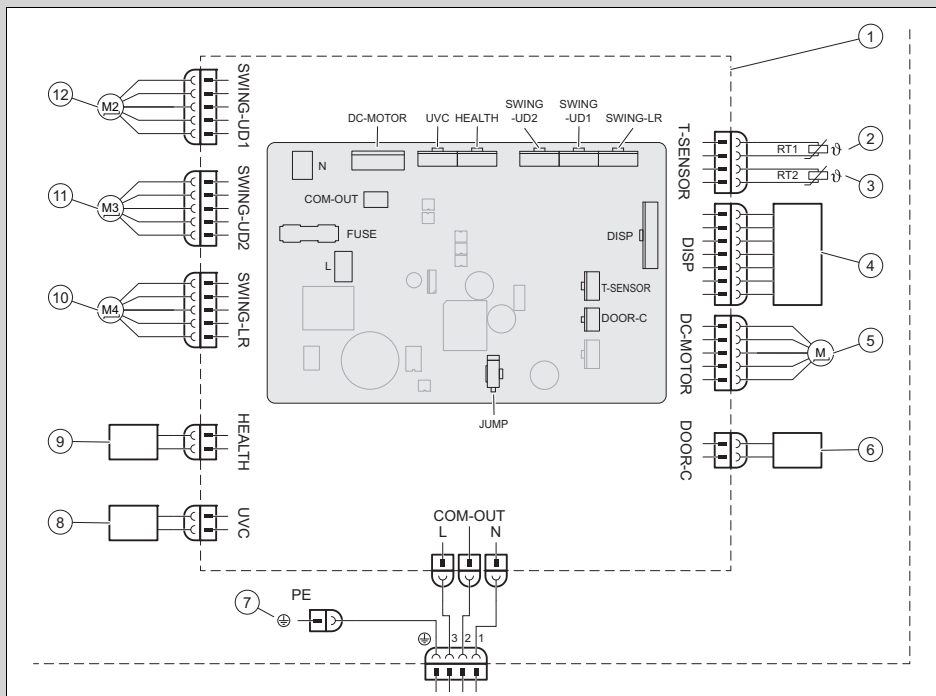 1
12
M2
SWING-UD1
DC-MOTOR
UVC
HEALTH
SWING
-UD2
SWING
-UD1
SWING-LR
T-SENSOR
RT1
ϑ
2
RT2
ϑ
3
N
COM-OUT
FUSE
L
DISP
T-SENSOR
DOOR-C
JUMP
11
M3
SWING-UD2
DISP
4
10
M4
SWING-LR
DC-MOTOR
M
5
9
HEALTH
DOOR-C
6
8
UVC
COM-OUT
L
N
PE
7
3
2
1